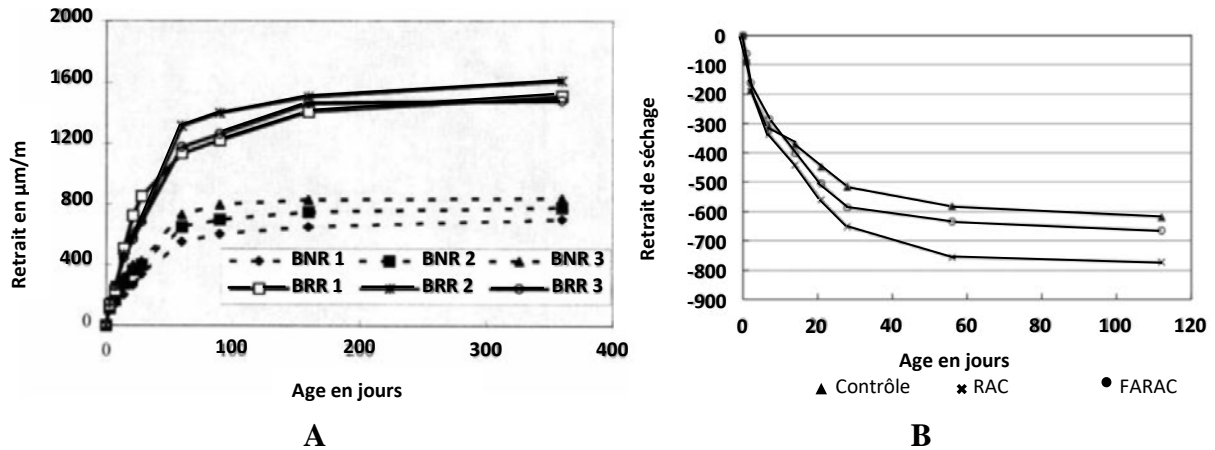 2000
1600
1200
800
400
0
Retrait en µm/m
BNR 1 BNR 2 BNR 3
BRR 1 BRR 2 BRR 3
0 100 200 300 400
Age en jours
A
0
-100
-200
-300
-400
-500
-600
-700
-800
-900
Retrait de séchage
0 20 40 60 80 100 120
Age en jours
Contrôle RAC FARAC
B